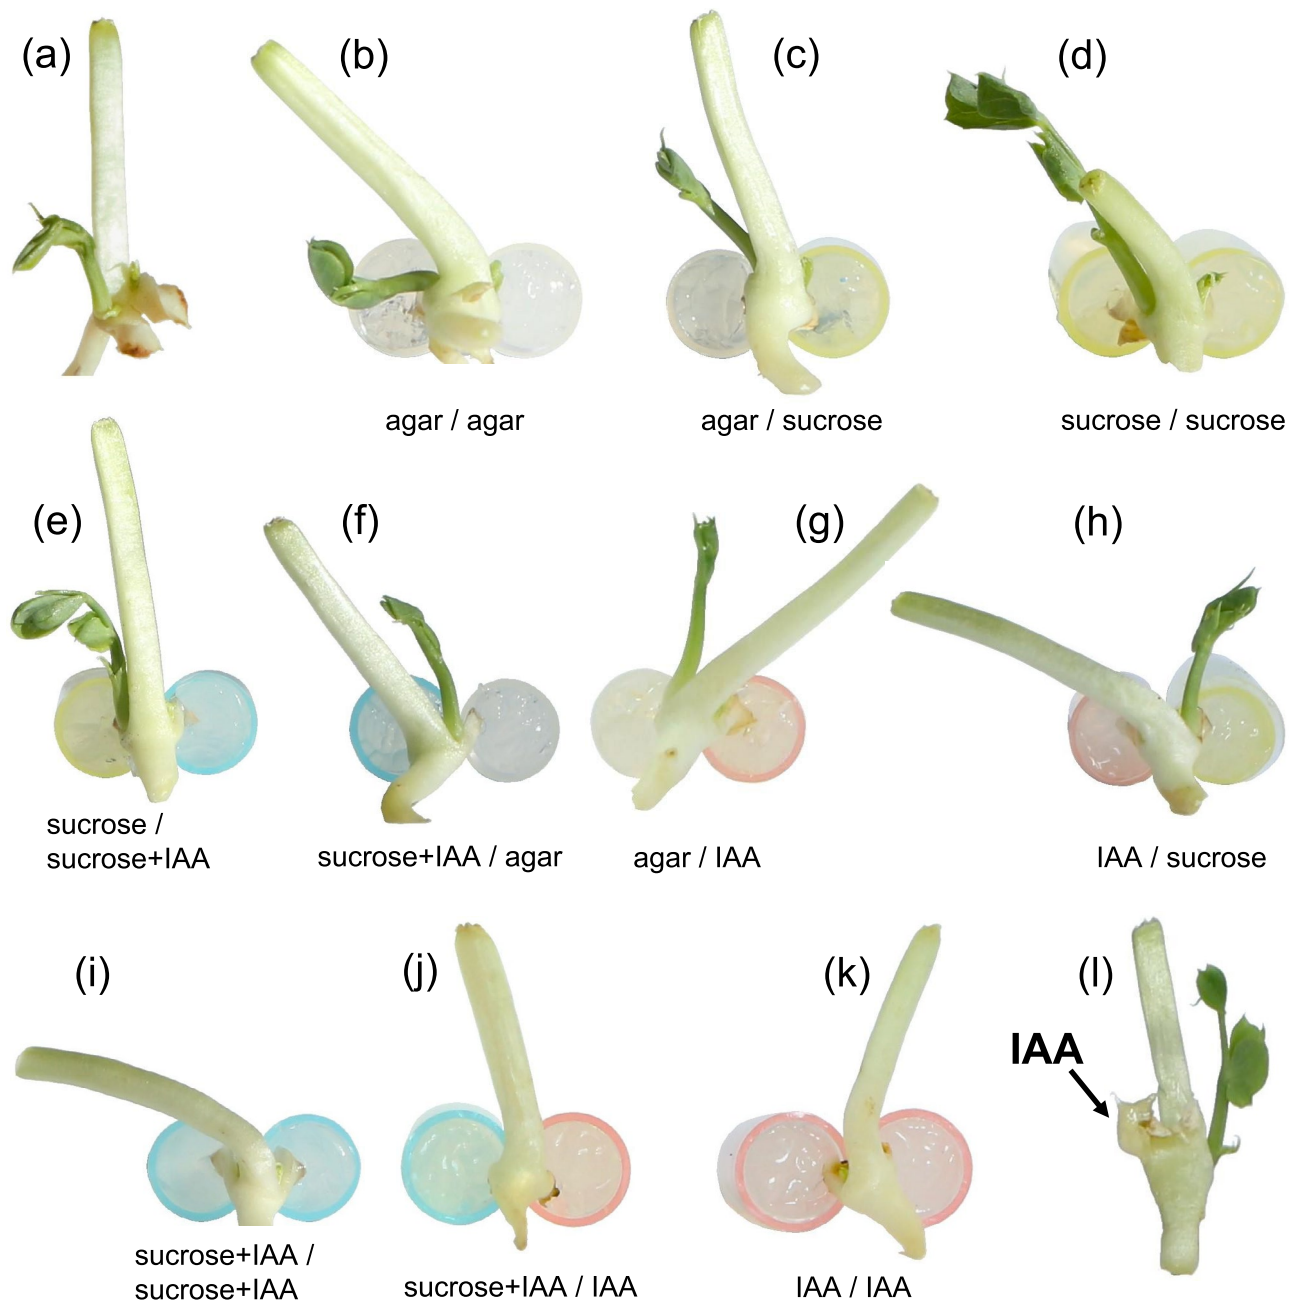 (a)
(b)
(c)
(d)
agar / agar
agar / sucrose
sucrose / sucrose
(e)
(f)
(g)
(h)
sucrose /
sucrose+IAA
sucrose+IAA / agar
agar / IAA
IAA / sucrose
(i)
(j)
(k)
(l)
IAA
sucrose+IAA /
sucrose+IAA
sucrose+IAA / IAA
IAA / IAA